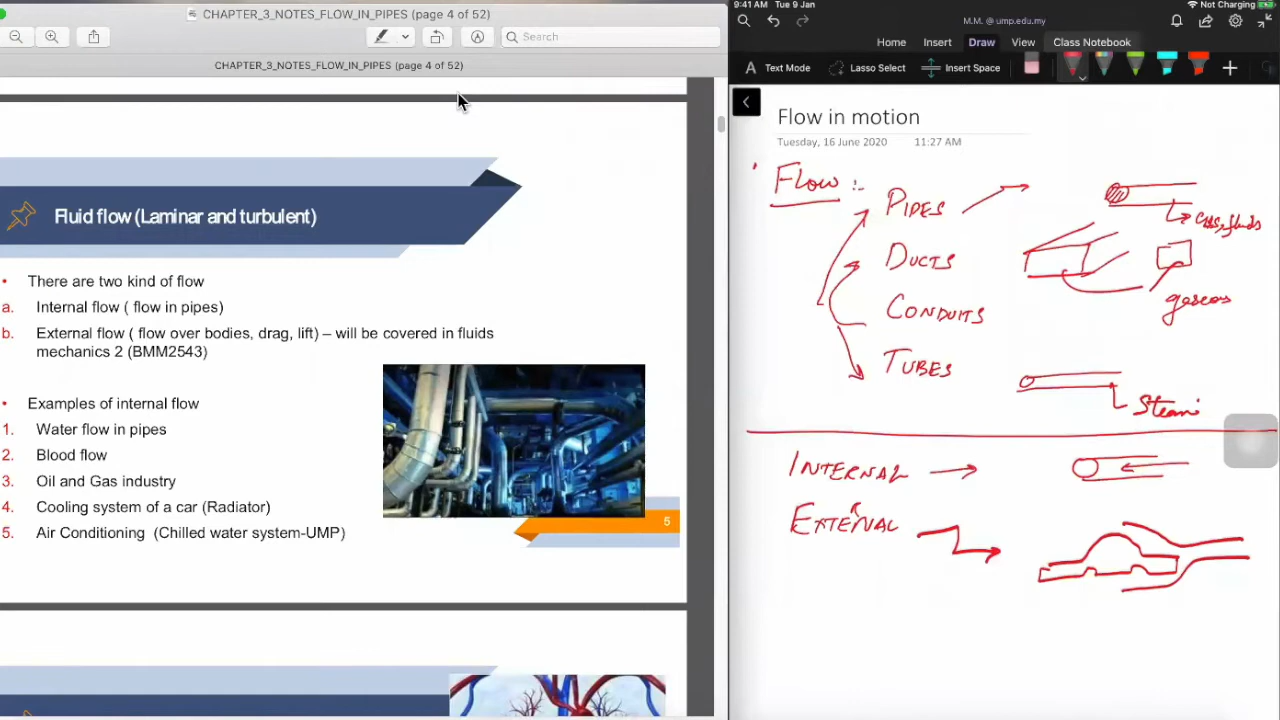 CHAPTER_3_NOTES_FLOW_IN_PIPES (page 4 of 52)
Search
CHAPTER_3_NOTES_FLOW_IN_PIPES (page 4 of 52)
Fluid flow (Laminar and turbulent)
• There are two kind of flow
a. Internal flow ( flow in pipes)
b. External flow ( flow over bodies, drag, lift) – will be covered in fluids
mechanics 2 (BMM2543)
• Examples of internal flow
1. Water flow in pipes
2. Blood flow
3. Oil and Gas industry
4. Cooling system of a car (Radiator)
5. Air Conditioning (Chilled water system-UMP)
5
9:41 AM Tue 9 Jan
Not Charging
M.M. @ ump.edu.my
Home Insert Draw View Class Notebook
A Text Mode Lasso Select Insert Space
Flow in motion
Tuesday, 16 June 2020 11:27 AM
Flow :-
PIPES
fluids
DUCTS
gaseous
CONDUITS
TUBES
Steam
INTERNAL
EXTERNAL